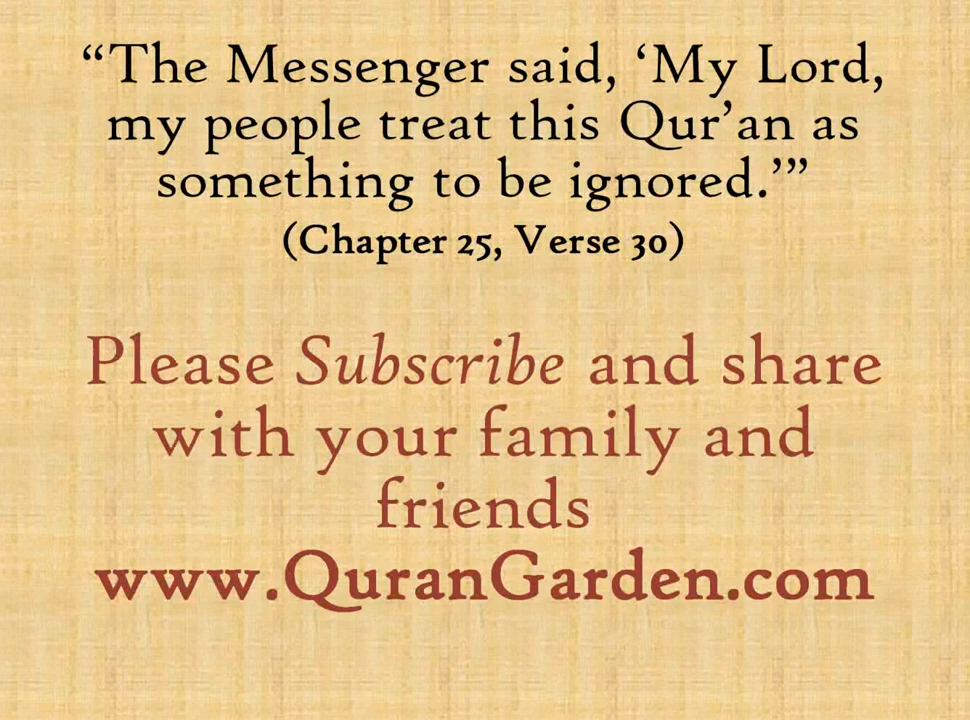 “The Messenger said, ‘My Lord,
my people treat this Qur’an as
something to be ignored.’”
(Chapter 25, Verse 30)
Please Subscribe and share
with your family and
friends
www.QuranGarden.com